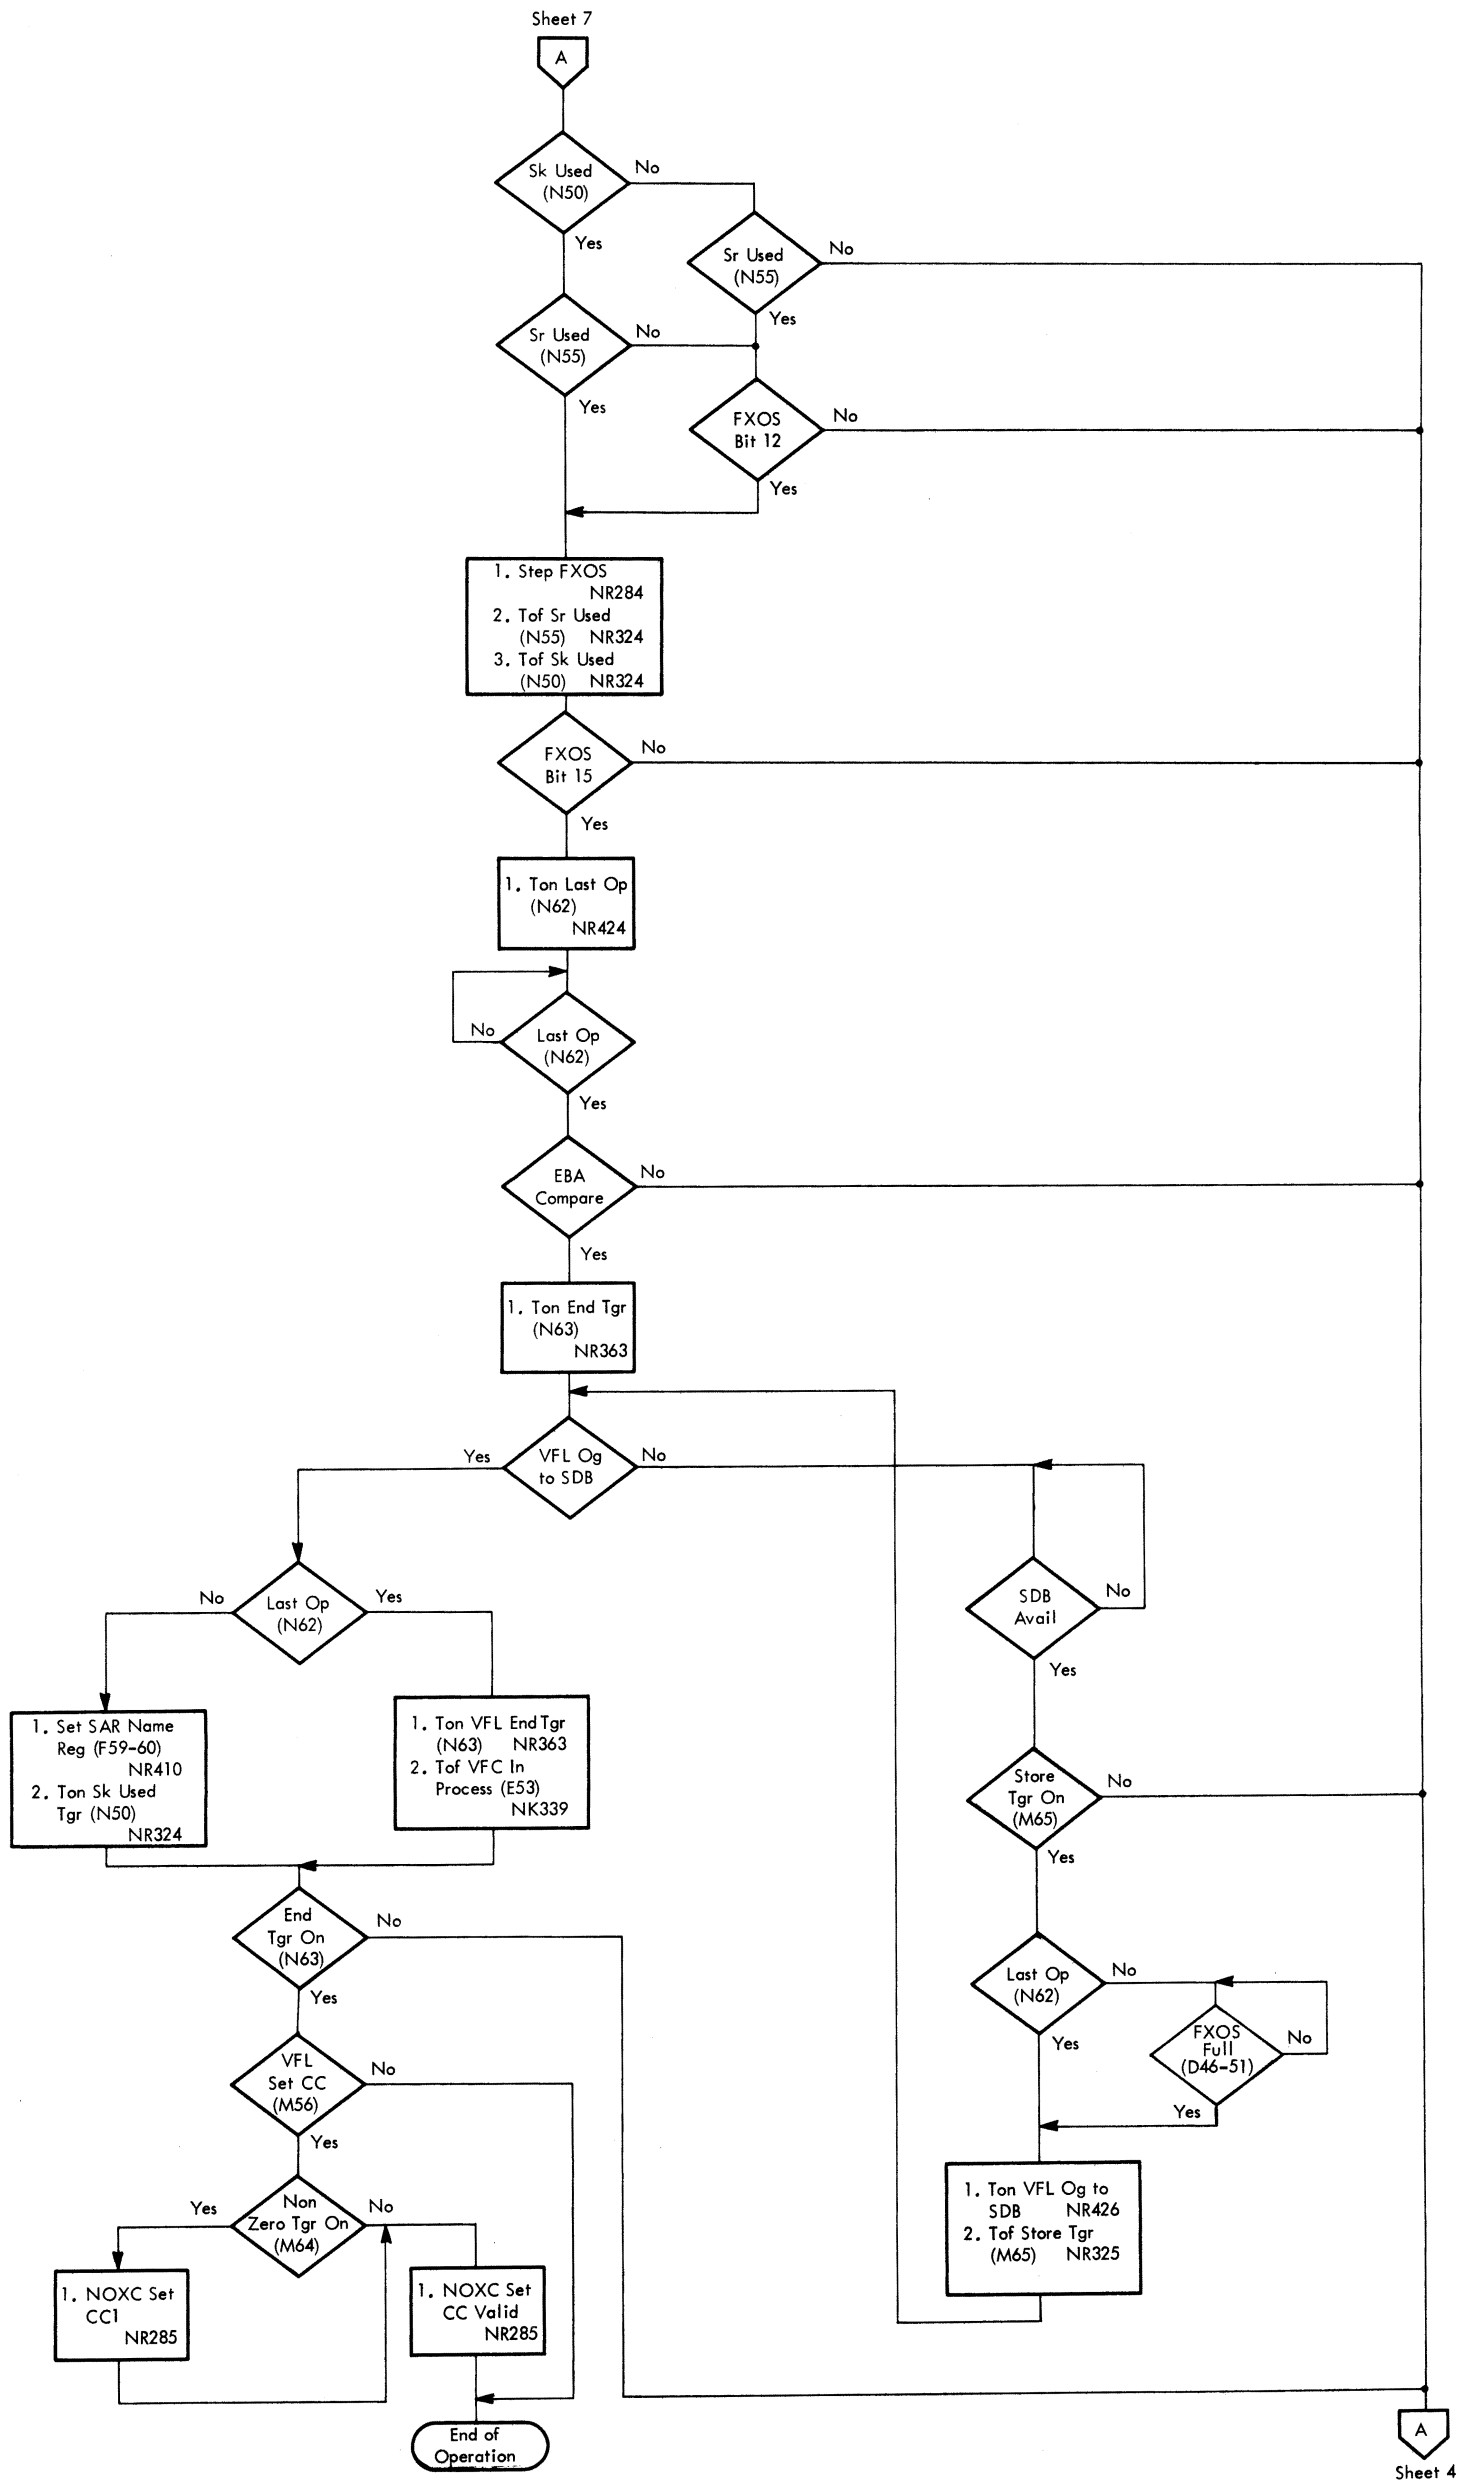 Sheet 7
A
Sk Used
(N50)
No
Yes
Sr Used
(N55)
No
Yes
Sr Used
(N55)
No
Yes
FXOS
Bit 12
No
Yes
1. Step FXOS
NR284
2. Tof Sr Used
(N55) NR324
3. Tof Sk Used
(N50) NR324
FXOS
Bit 15
No
Yes
1. Ton Last Op
(N62)
NR424
Last Op
(N62)
No
Yes
EBA
Compare
No
Yes
1. Ton End Tgr
(N63)
NR363
VFL Og
to SDB
Yes
No
Last Op
(N62)
No
Yes
SDB
Avail
No
Yes
1. Set SAR Name
Reg (F59-60)
NR410
2. Ton Sk Used
Tgr (N50)
NR324
1. Ton VFL End Tgr
(N63) NR363
2. Tof VFC In
Process (E53)
NK339
Store
Tgr On
(M65)
No
Yes
End
Tgr On
(N63)
No
Yes
Last Op
(N62)
No
Yes
FXOS
Full
(D46-51)
No
Yes
VFL
Set CC
(M56)
No
Yes
Non
Zero Tgr On
(M64)
Yes
No
1. Ton VFL Og to
SDB NR426
2. Tof Store Tgr
(M65) NR325
1. NOXC Set
CC1
NR285
1. NOXC Set
CC Valid
NR285
End of
Operation
A
Sheet 4